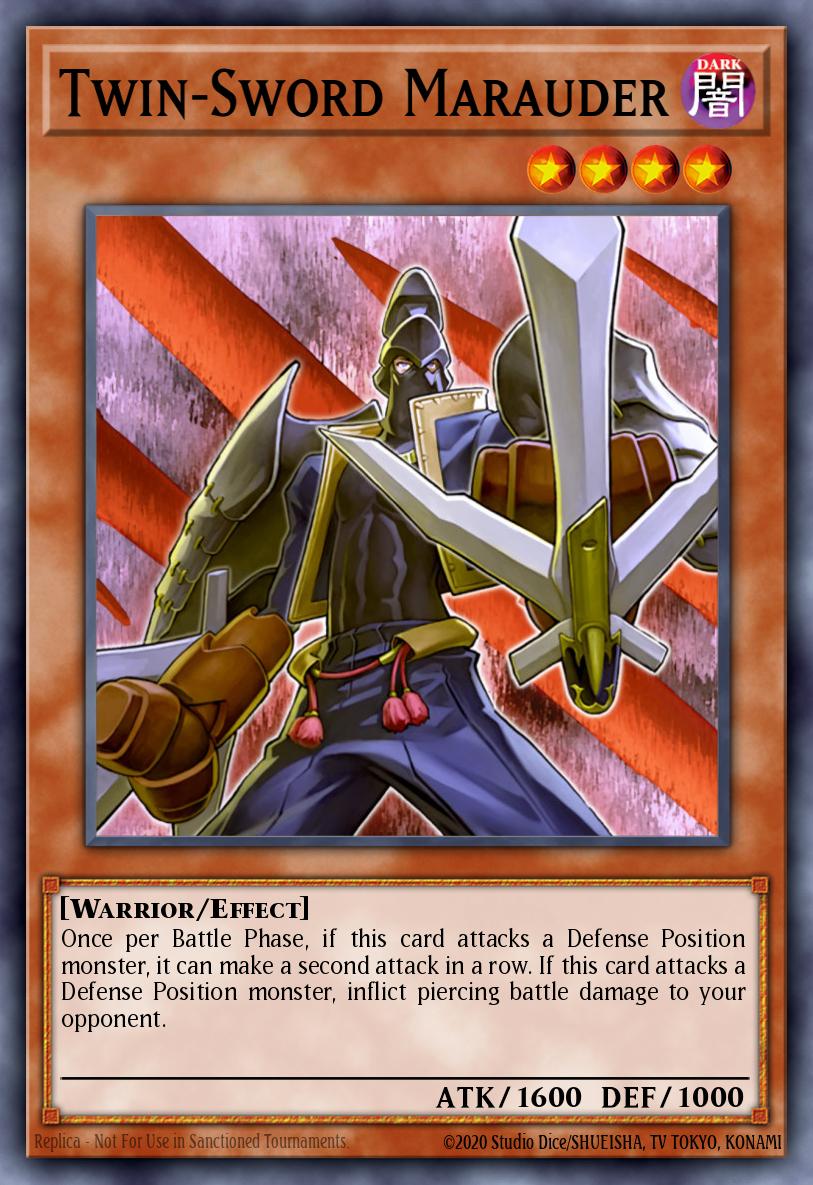 TWIN-SWORD MARAUDER
DARK
闇
[WARRIOR/EFFECT]
Once per Battle Phase, if this card attacks a Defense Position
monster, it can make a second attack in a row. If this card attacks a
Defense Position monster, inflict piercing battle damage to your
opponent.
ATK/1600 DEF/1000
Replica - Not For Use in Sanctioned Tournaments.
©2020 Studio Dice/SHUEISHA, TV TOKYO, KONAMI